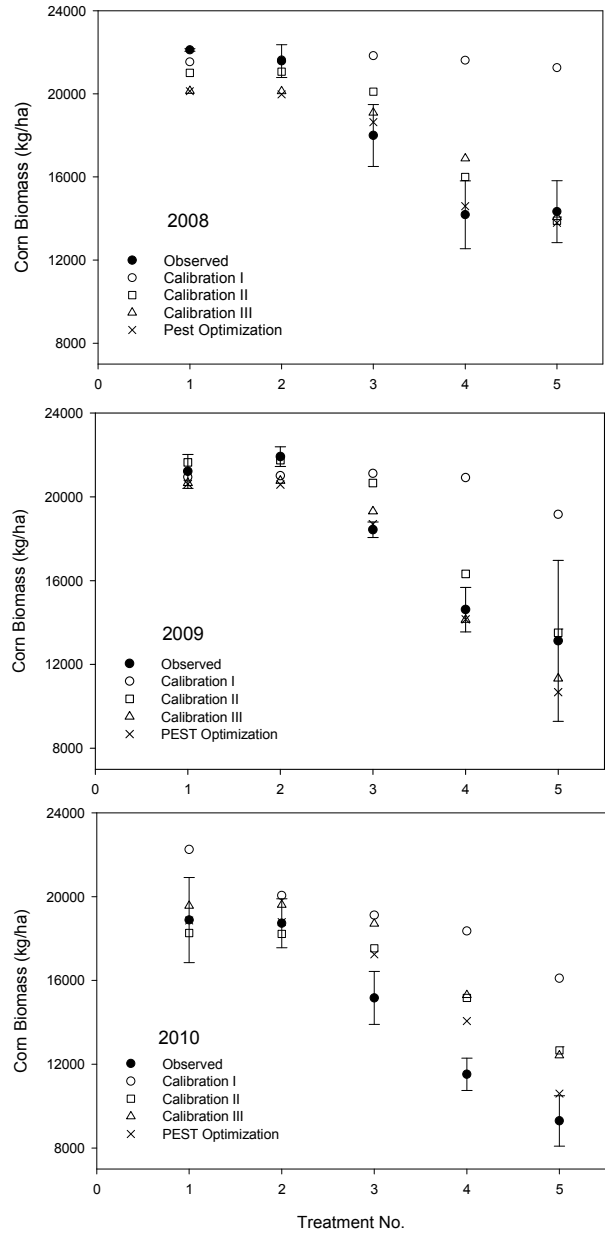 Corn Biomass (kg/ha)
24000
20000
16000
12000
8000
2008
Observed
Calibration I
Calibration II
Calibration III
Pest Optimization
0 1 2 3 4 5
Corn Biomass (kg/ha)
24000
20000
16000
12000
8000
2009
Observed
Calibration I
Calibration II
Calibration III
PEST Optimization
0 1 2 3 4 5
Corn Biomass (kg/ha)
24000
20000
16000
12000
8000
2010
Observed
Calibration I
Calibration II
Calibration III
PEST Optimization
0 1 2 3 4 5
Treatment No.